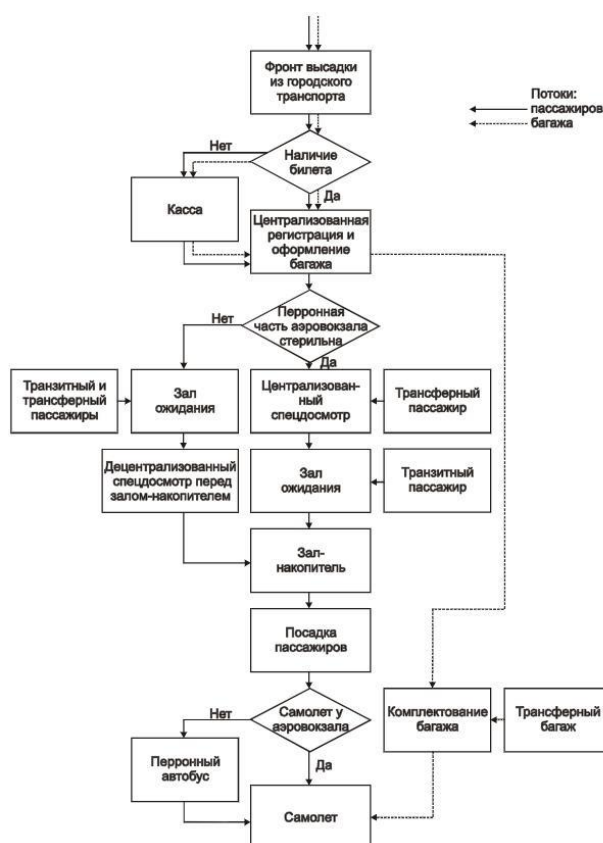 Фронт высадки
из городского
транспорта
Потоки:
пассажиров
багажа
Нет
Наличие
билета
Да
Касса
Централизованная
регистрация и
оформление
багажа
Нет
Перронная
часть аэровокзала
стерильна
Да
Транзитный и
трансферный
пассажиры
Зал
ожидания
Централизован-
ный
спецдосмотр
Трансферный
пассажир
Децентрализованный
спецдосмотр перед
залом-накопителем
Зал
ожидания
Транзитный
пассажир
Зал-
накопитель
Посадка
пассажиров
Нет
Самолет у
аэровокзала
Да
Комплектование
багажа
Трансферный
багаж
Перронный
автобус
Самолет